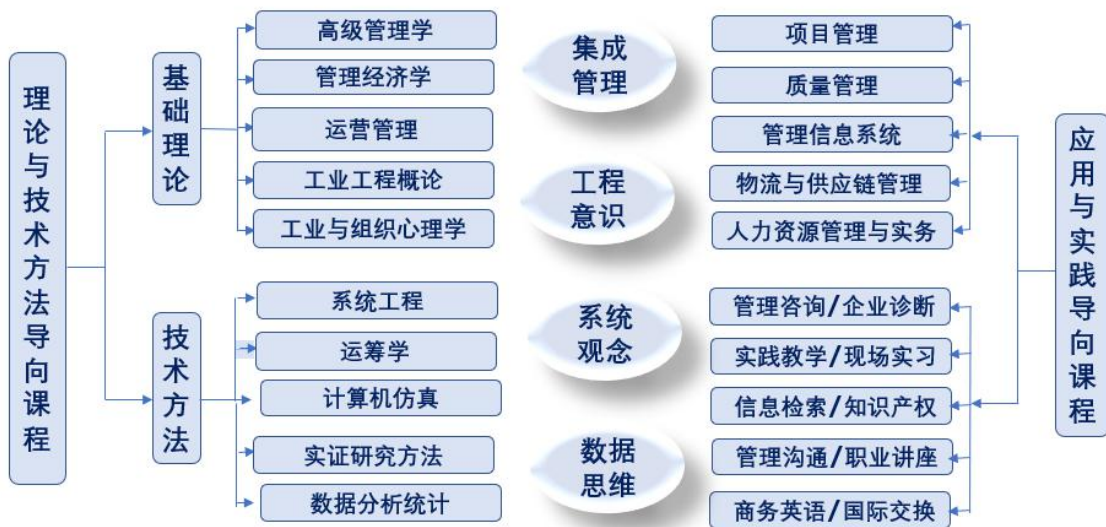 理论与技术方法导向课程
基础理论
高级管理学
管理经济学
运营管理
工业工程概论
工业与组织心理学
技术方法
系统工程
运筹学
计算机仿真
实证研究方法
数据分析统计
集成
管理
工程
意识
系统
观念
数据
思维
项目管理
质量管理
管理信息系统
物流与供应链管理
人力资源管理与实务
管理咨询/企业诊断
实践教学/现场实习
信息检索/知识产权
管理沟通/职业讲座
商务英语/国际交换
应用与实践导向课程